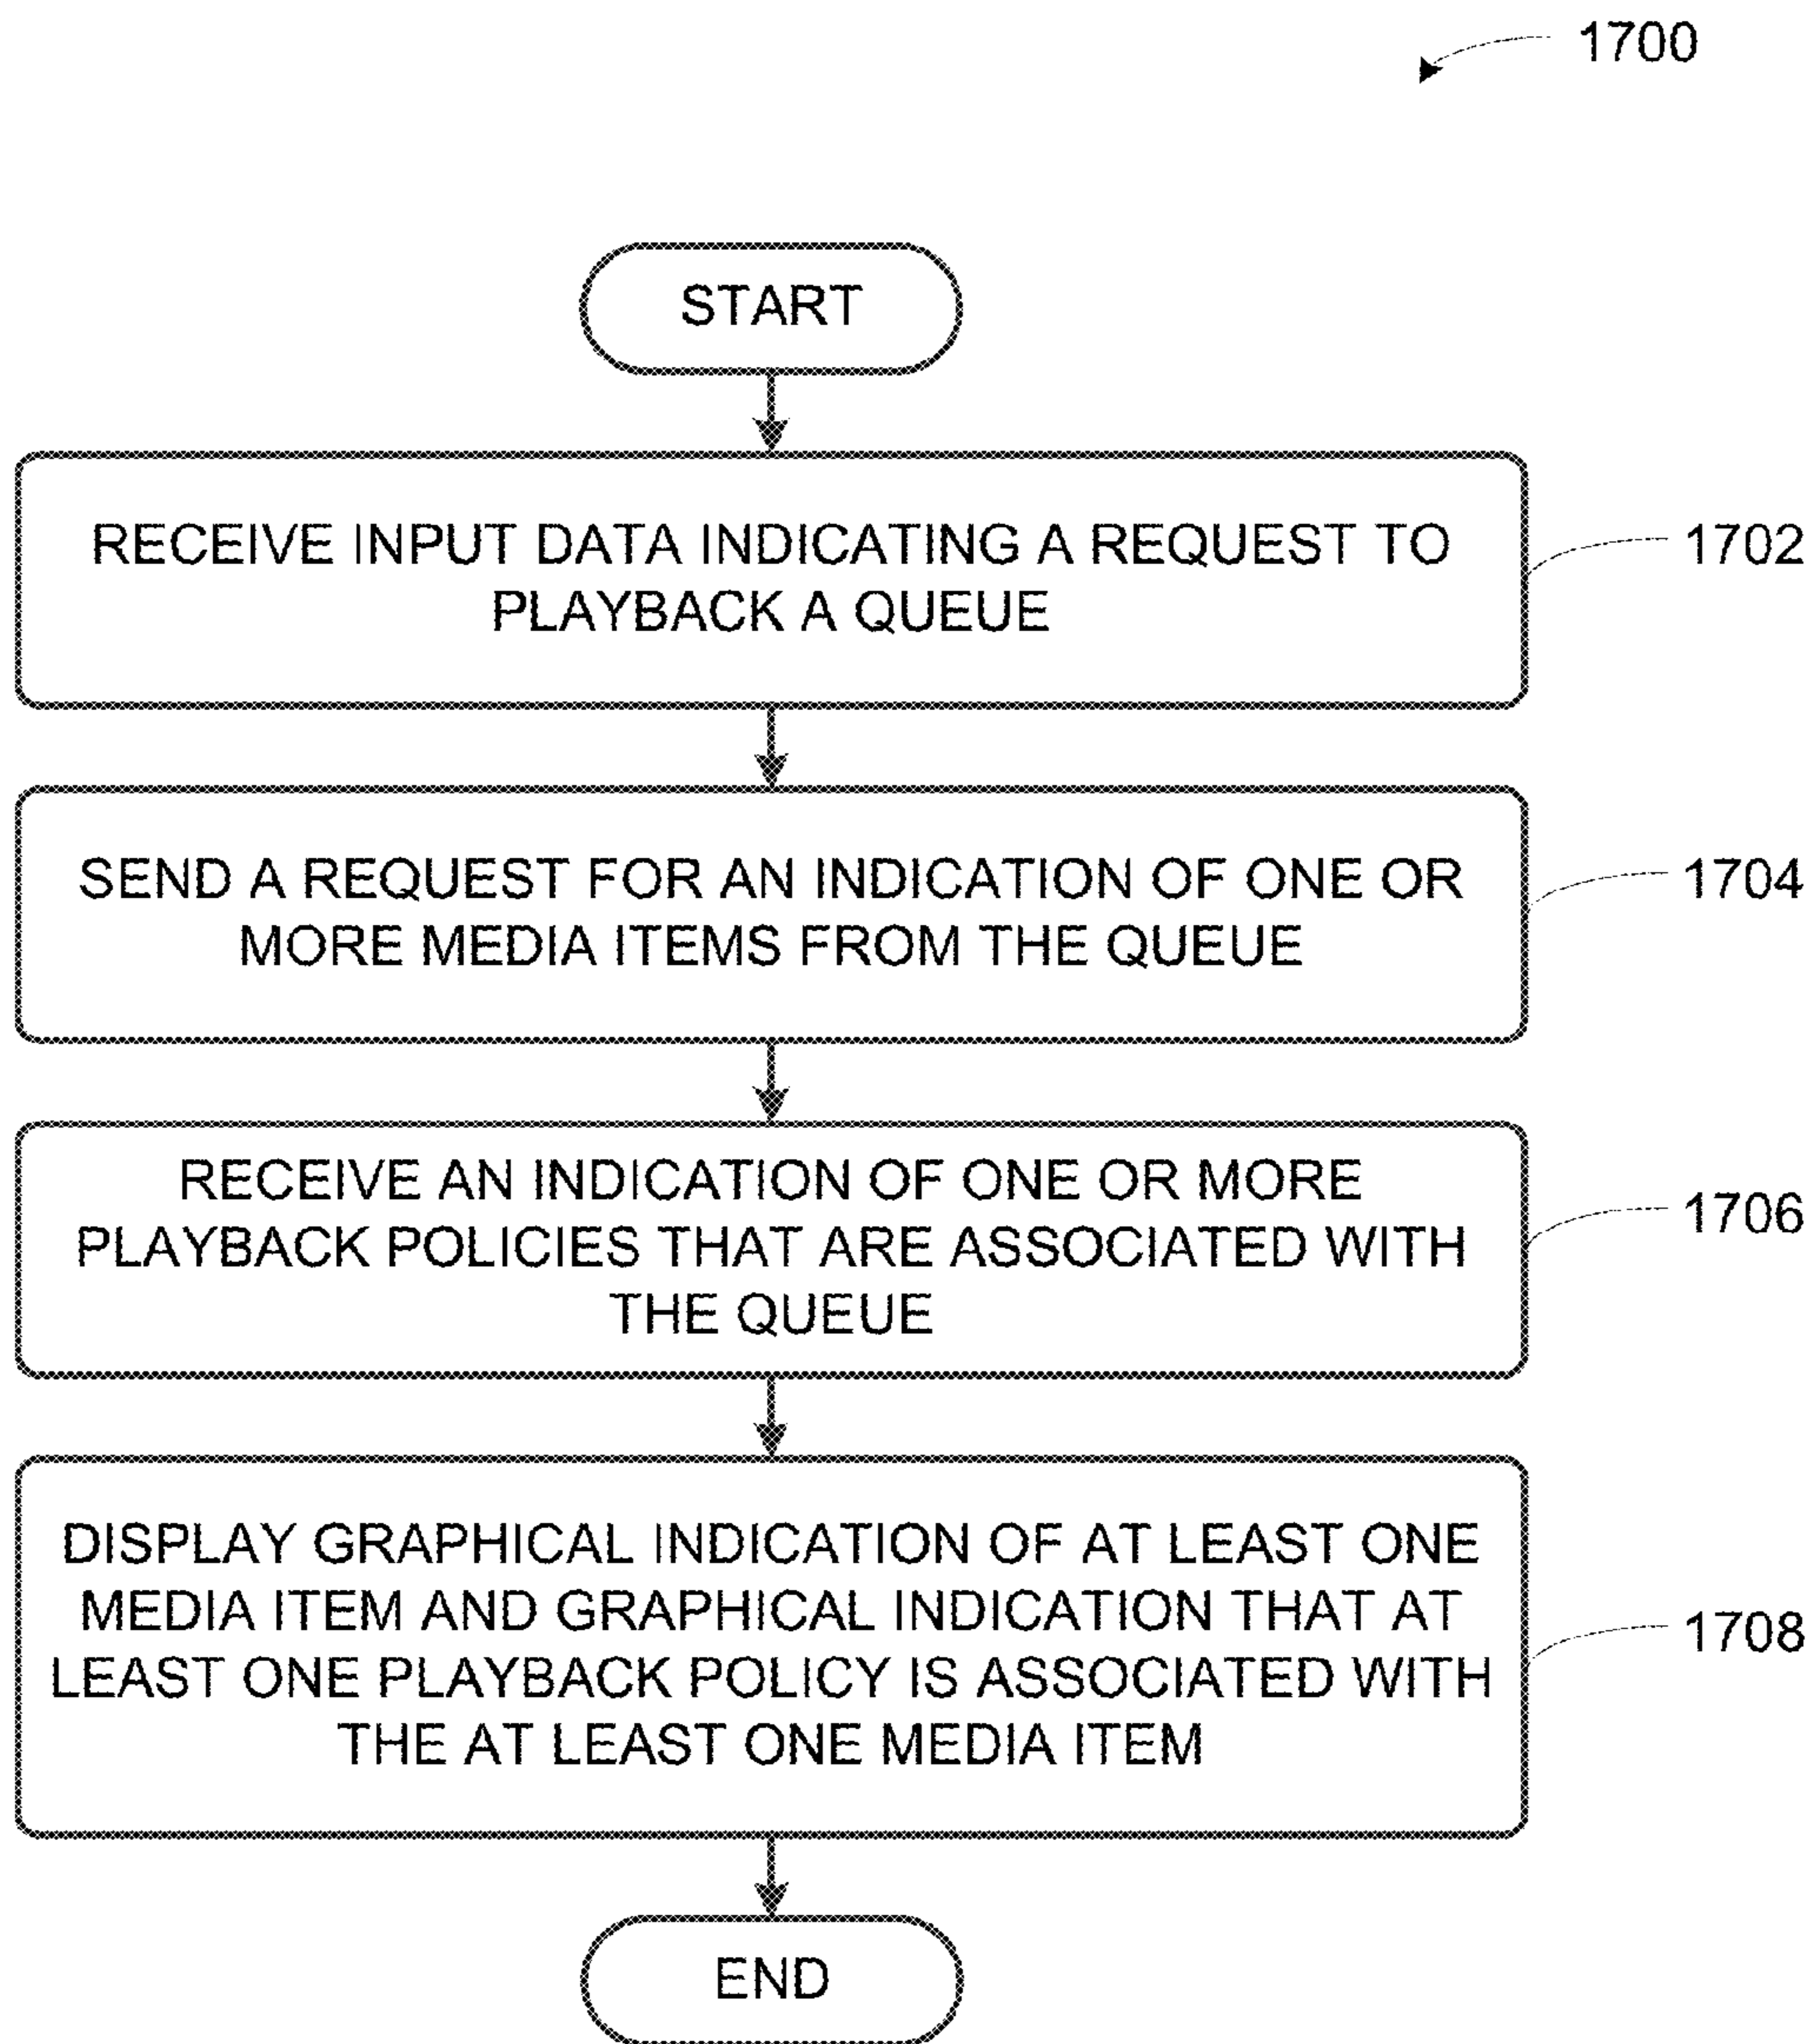 1700
START
RECEIVE INPUT DATA INDICATING A REQUEST TO
PLAYBACK A QUEUE
1702
SEND A REQUEST FOR AN INDICATION OF ONE OR
MORE MEDIA ITEMS FROM THE QUEUE
1704
RECEIVE AN INDICATION OF ONE OR MORE
PLAYBACK POLICIES THAT ARE ASSOCIATED WITH
THE QUEUE
1706
DISPLAY GRAPHICAL INDICATION OF AT LEAST ONE
MEDIA ITEM AND GRAPHICAL INDICATION THAT AT
LEAST ONE PLAYBACK POLICY IS ASSOCIATED WITH
THE AT LEAST ONE MEDIA ITEM
1708
END